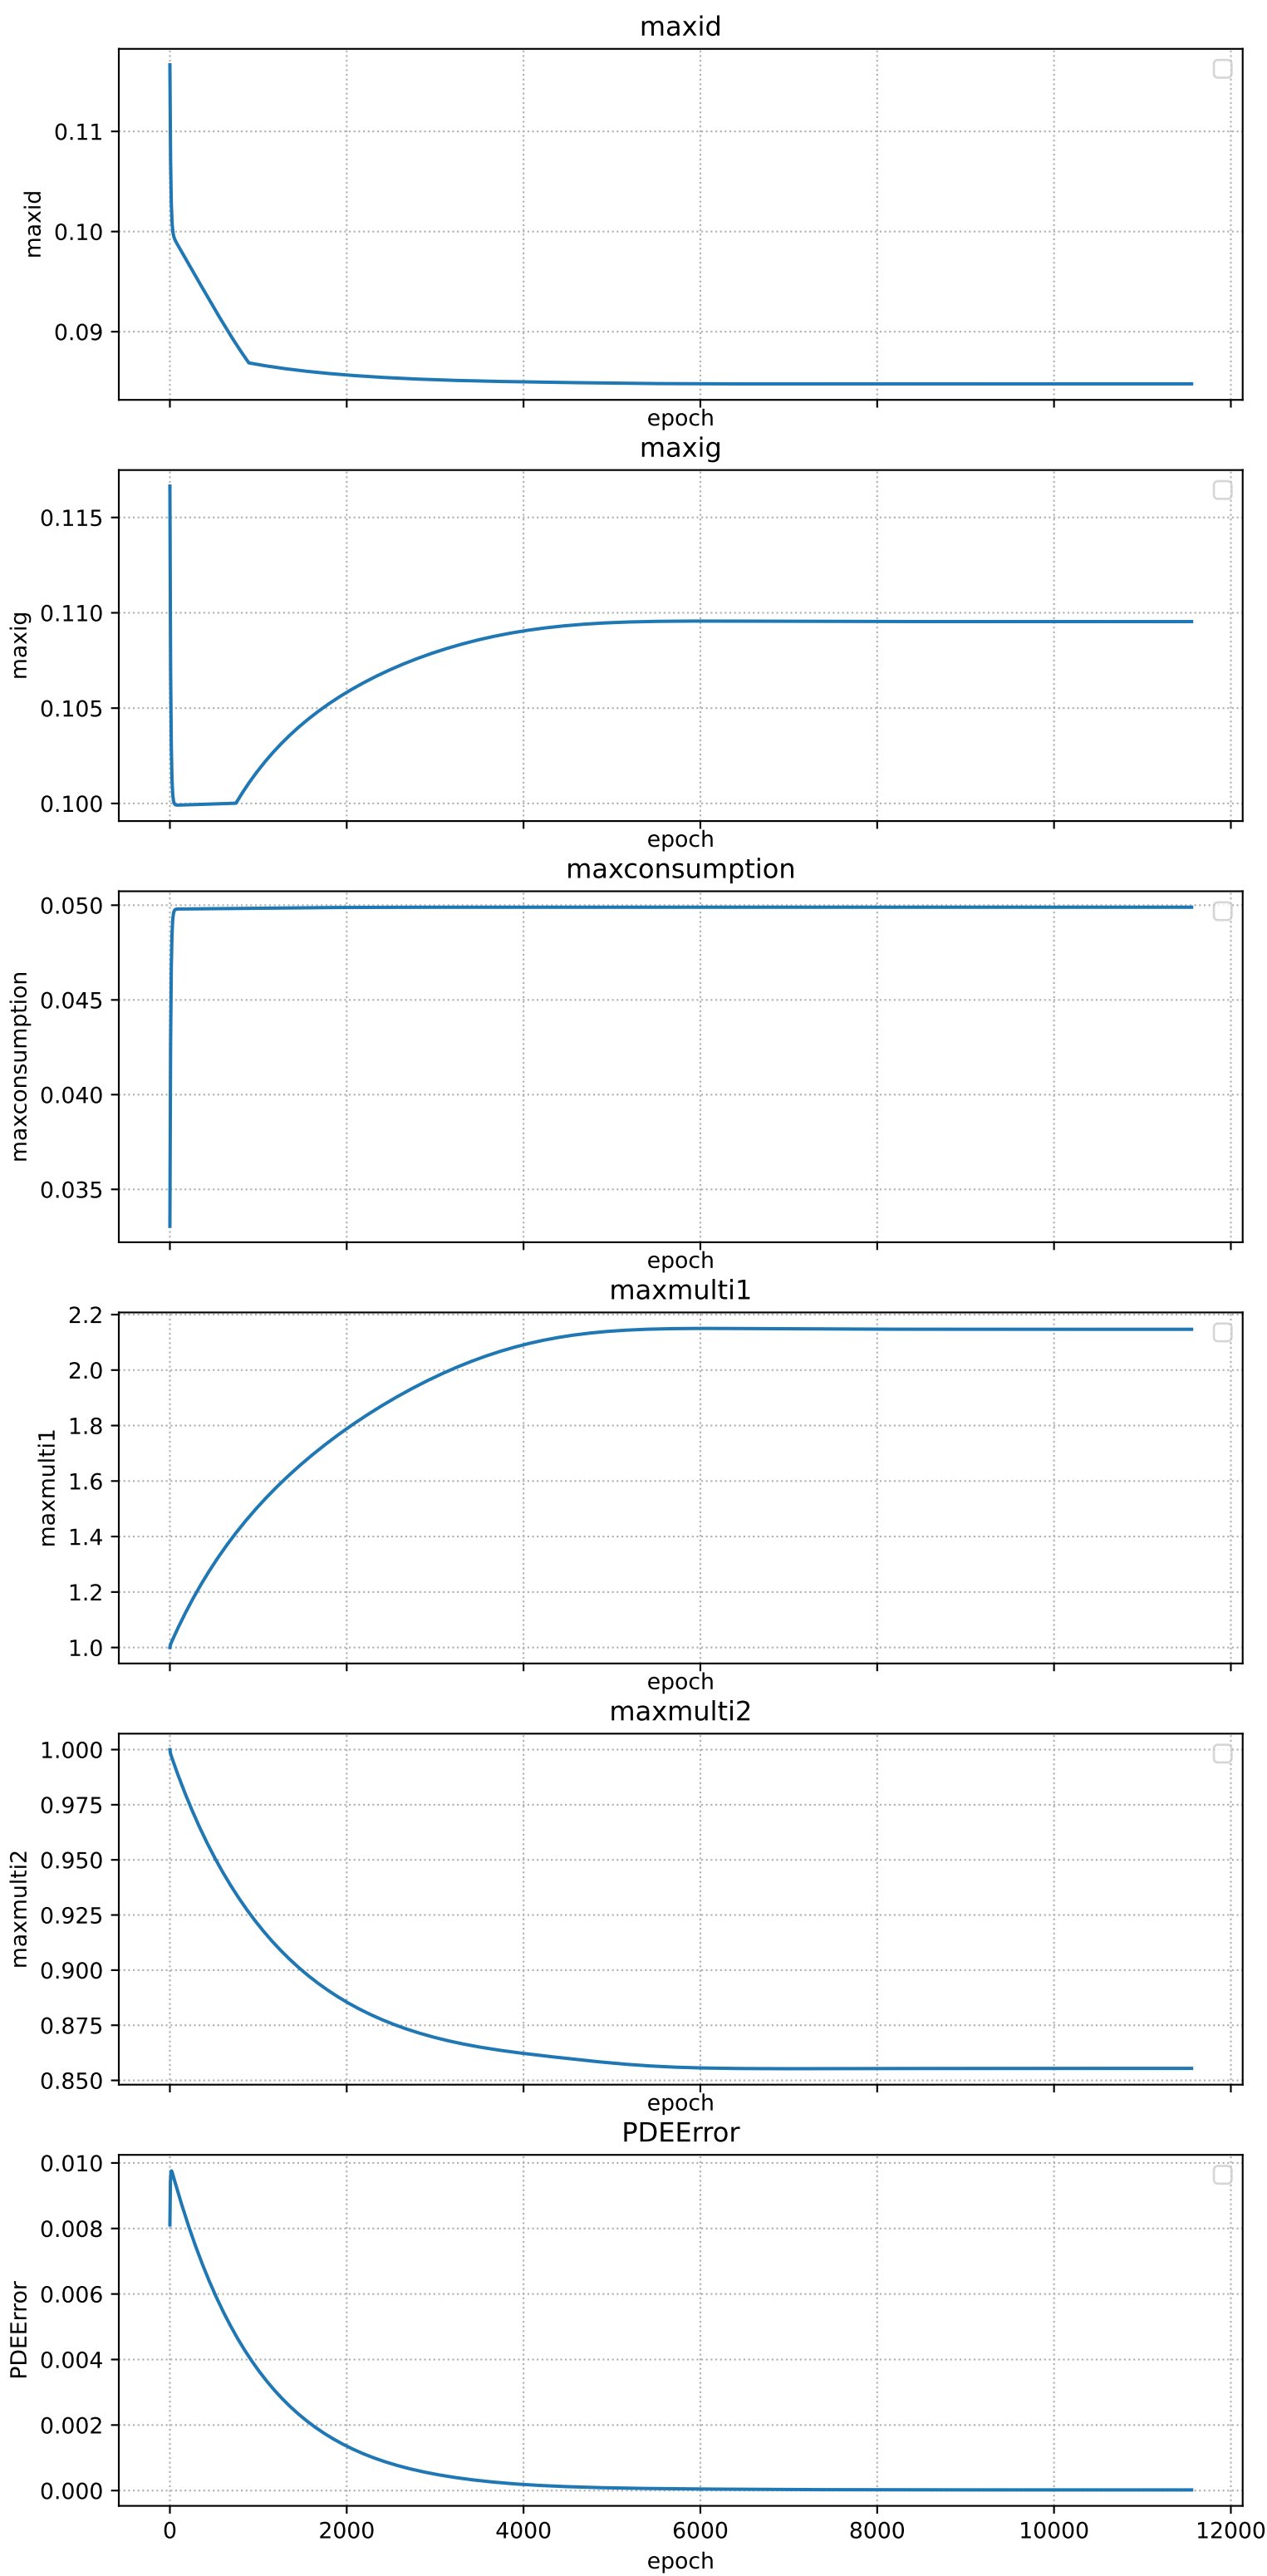 maxid
0.11
0.10
0.09
maxid
epoch
maxig
0.115
0.110
0.105
0.100
maxig
epoch
maxconsumption
0.050
0.045
0.040
0.035
maxconsumption
epoch
maxmulti1
2.2
2.0
1.8
1.6
1.4
1.2
1.0
maxmulti1
epoch
maxmulti2
1.000
0.975
0.950
0.925
0.900
0.875
0.850
maxmulti2
epoch
PDEError
0.010
0.008
0.006
0.004
0.002
0.000
PDEError
0 2000 4000 6000 8000 10000 12000
epoch